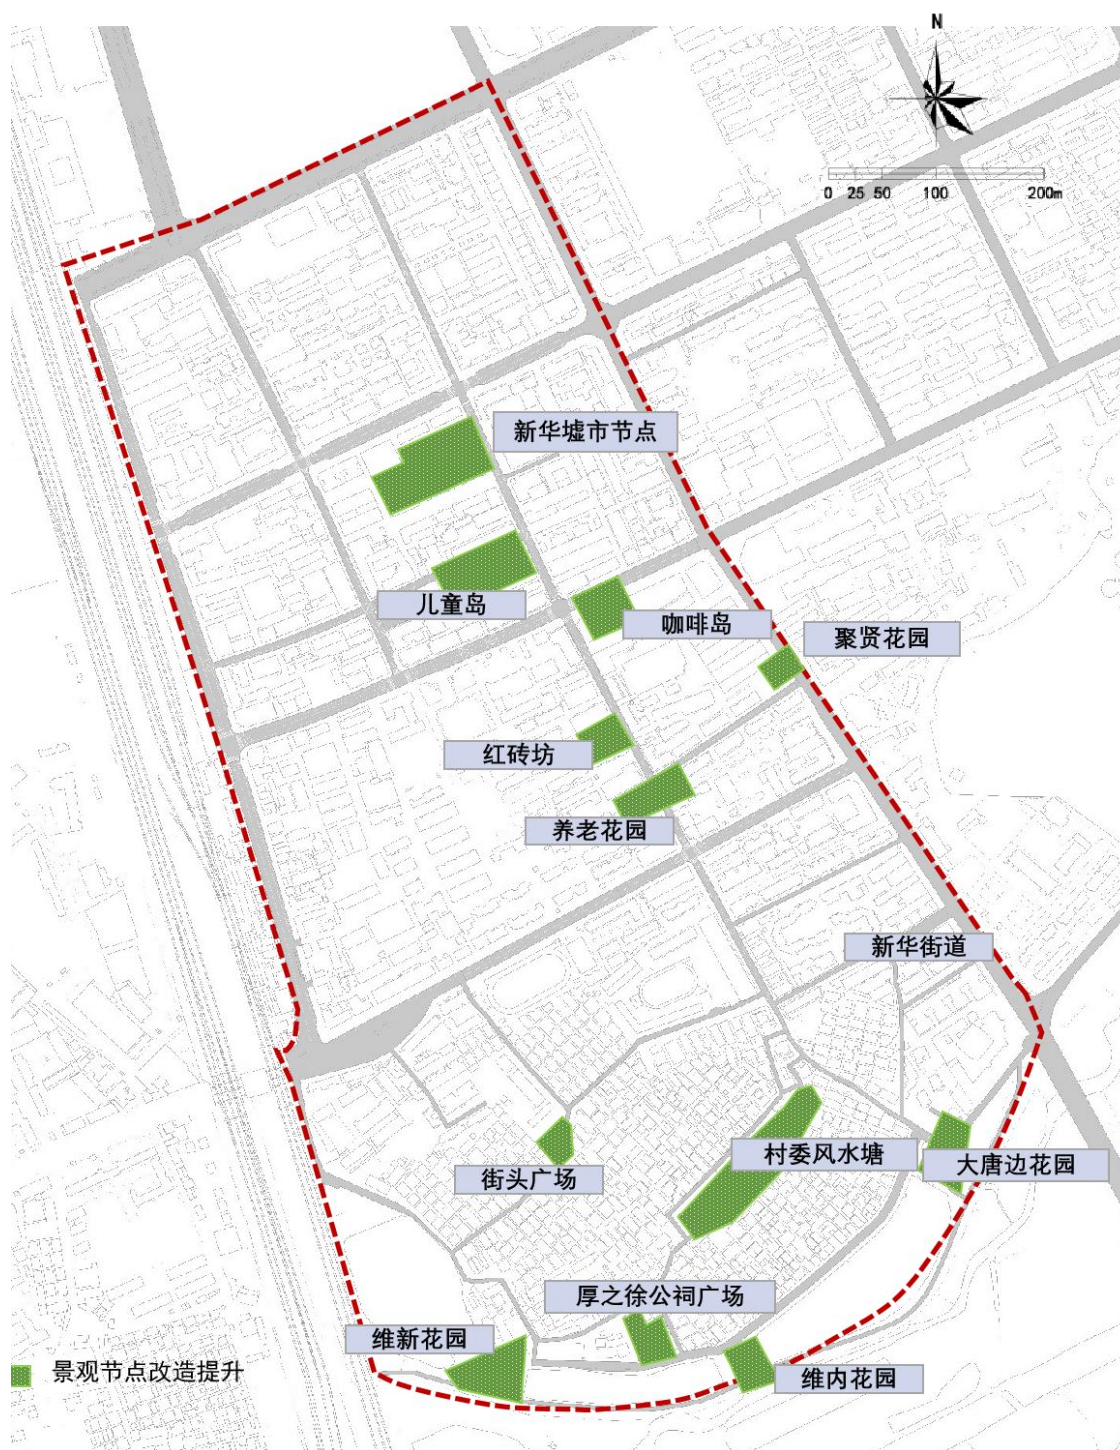 N
0 25 50 100 200m
新华墟市节点
儿童岛
咖啡岛
聚贤花园
红砖坊
养老花园
新华街道
村委风水塘
大唐边花园
街头广场
厚之徐公祠广场
维新花园
维内花园
景观节点改造提升